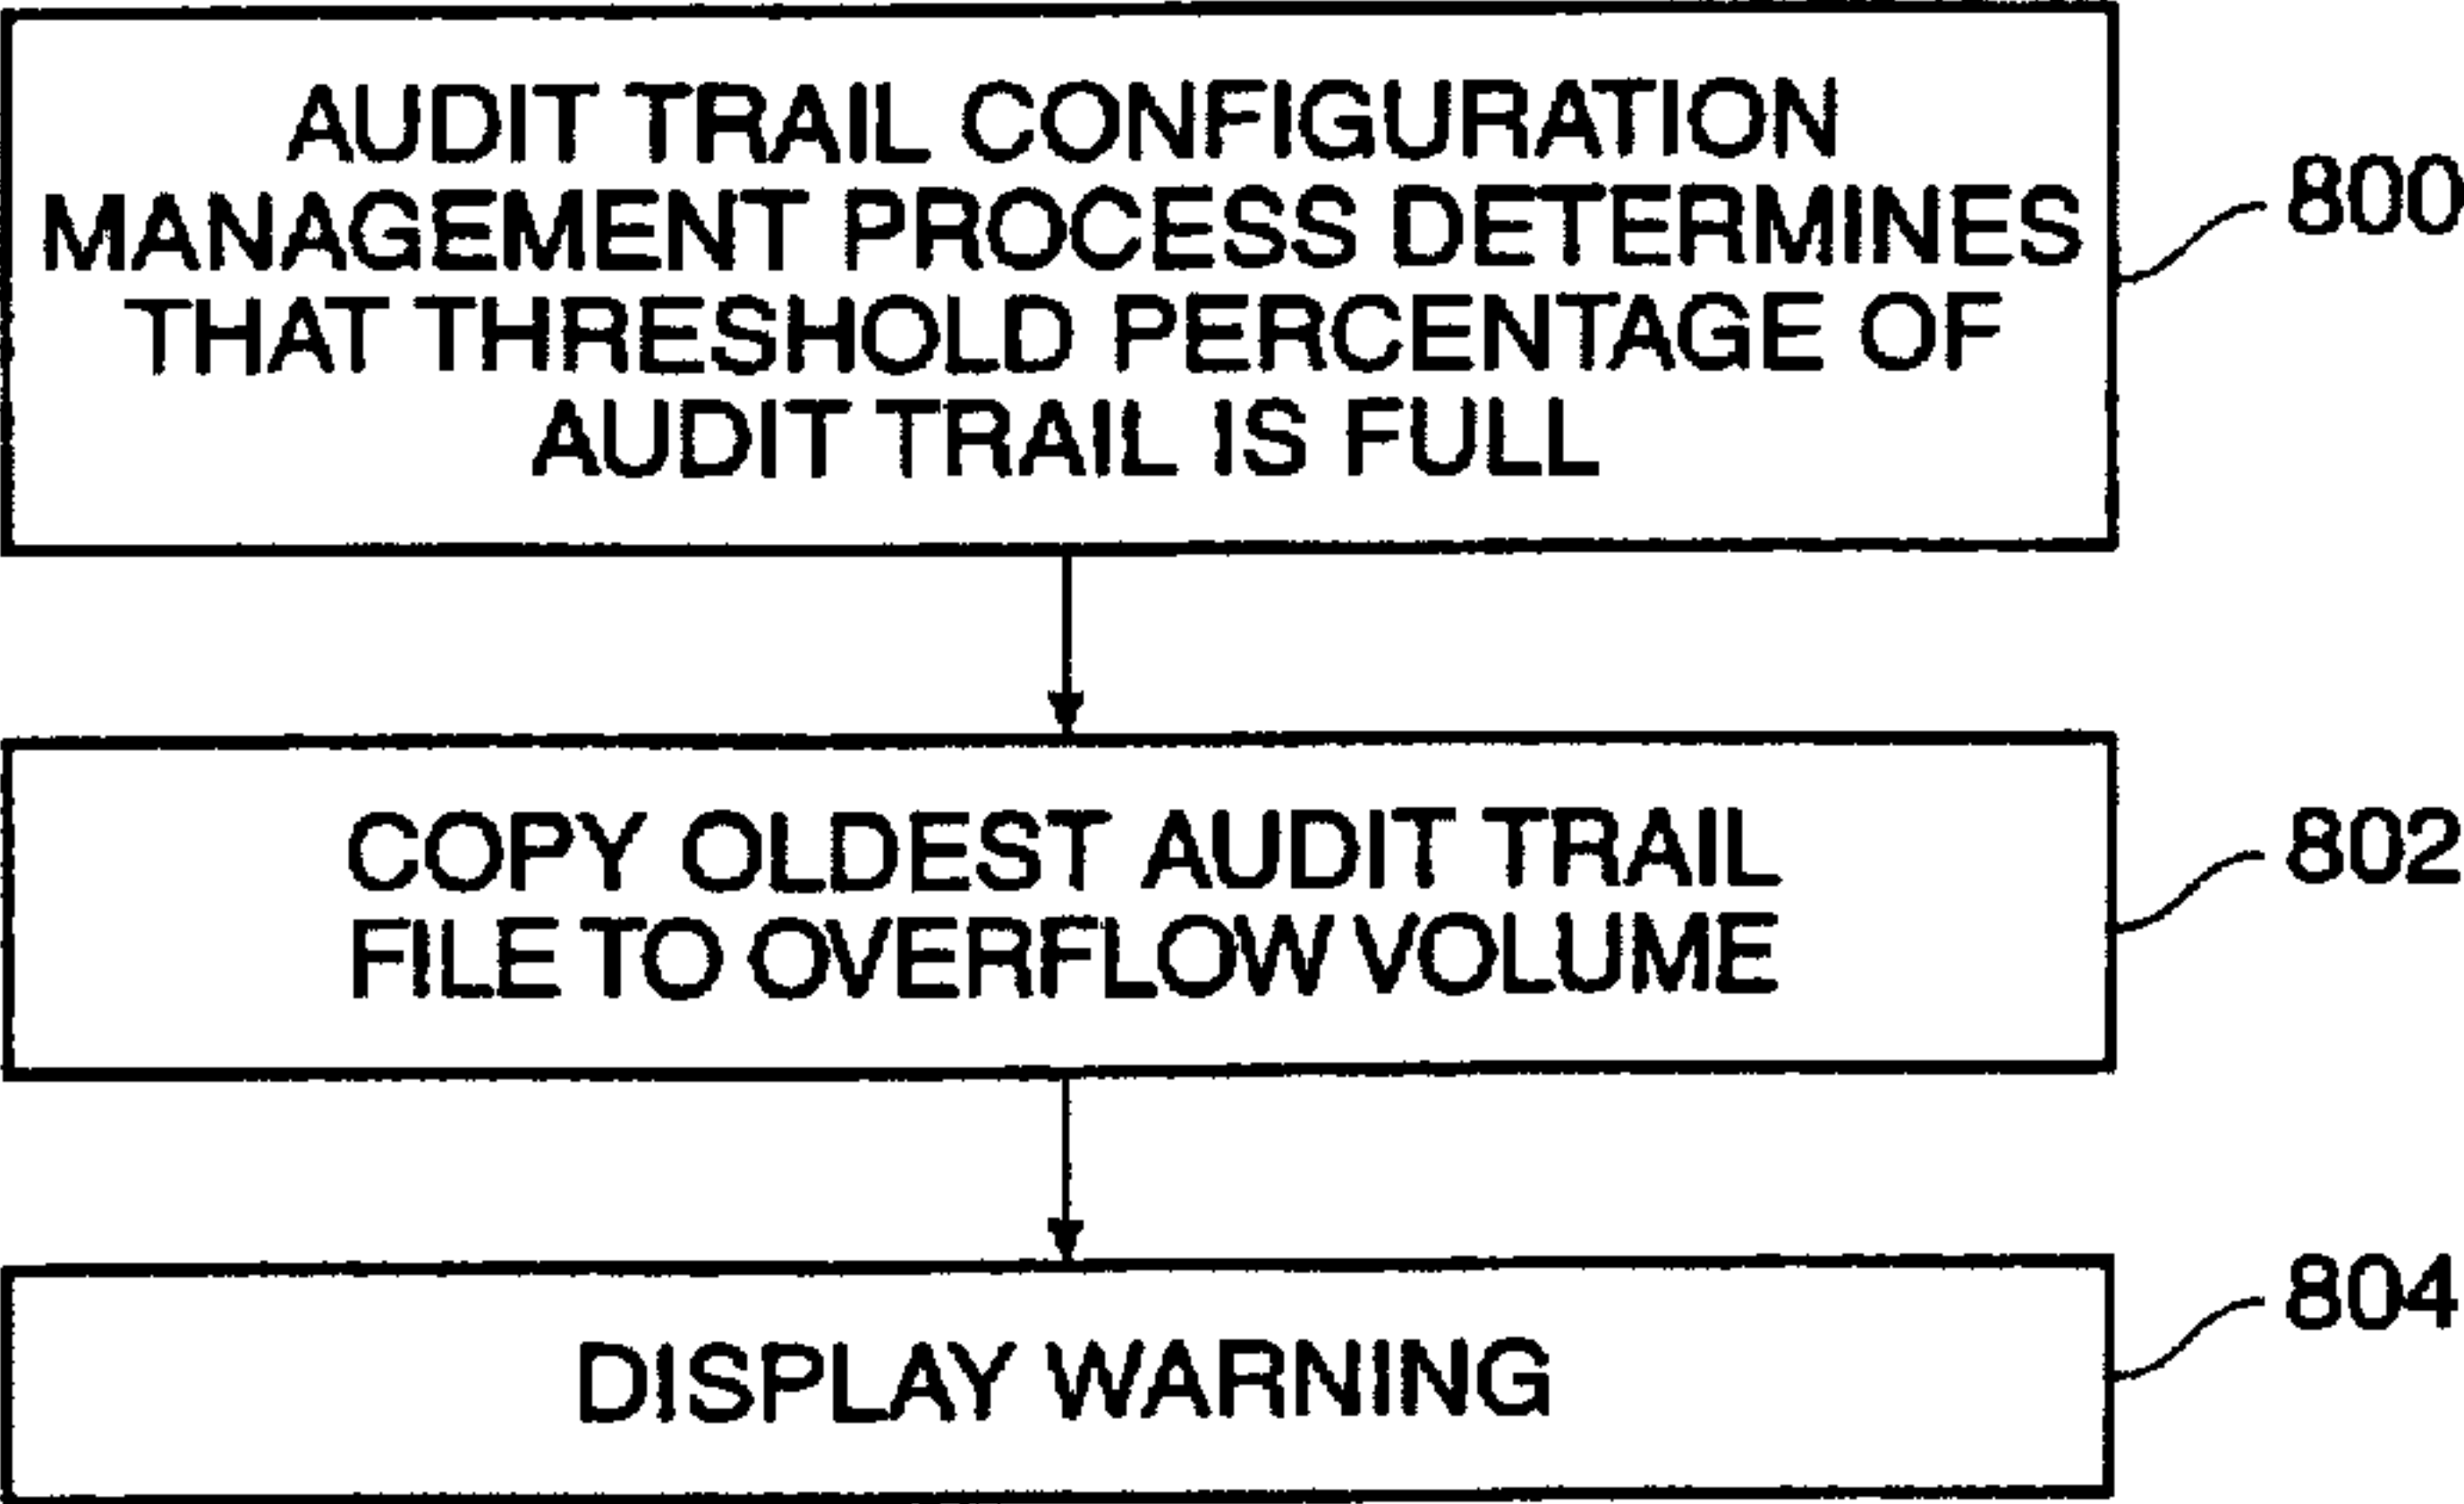 AUDIT TRAIL CONFIGURATION
MANAGEMENT PROCESS DETERMINES
THAT THRESHOLD PERCENTAGE OF
AUDIT TRAIL IS FULL
800
COPY OLDEST AUDIT TRAIL
FILE TO OVERFLOW VOLUME
802
DISPLAY WARNING
804